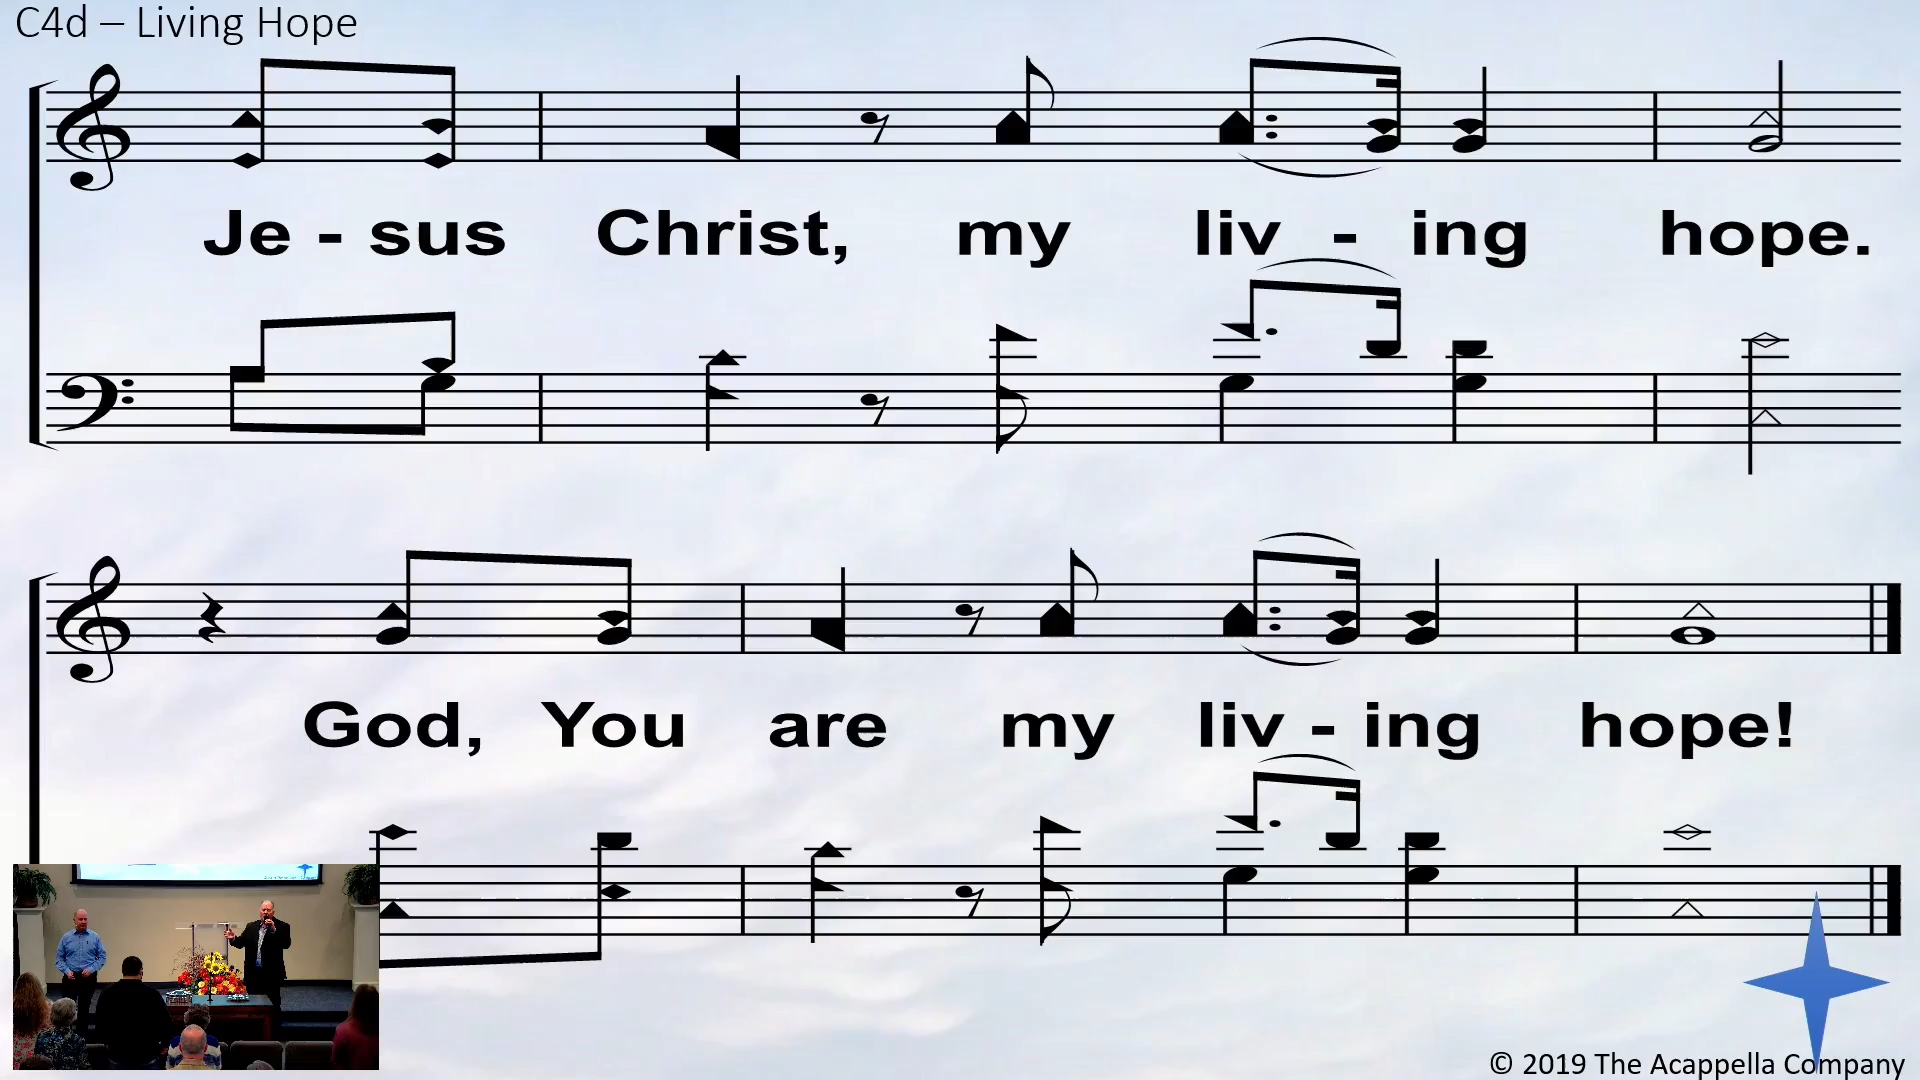 C4d – Living Hope
Je - sus Christ, my liv - ing hope.
God, You are my liv - ing hope!
© 2019 The Acappella Company